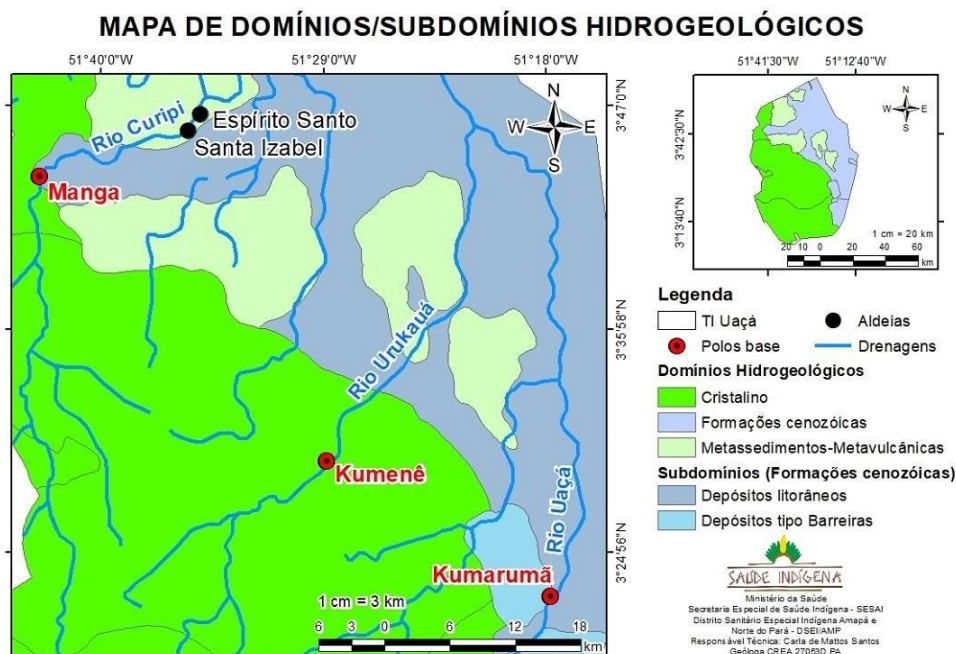 MAPA DE DOMÍNIOS/SUBDOMÍNIOS HIDROGEOLÓGICOS
51°40'0"W
51°29'0"W
51°18'0"W
N
W
E
S
3°47'0"N
3°35'58"N
3°24'56"N
Rio Curipi
Espírito Santo
Santa Izabel
Manga
Rio Urukauá
Kumenê
Rio Uaçá
Kumarumã
1 cm = 3 km
6 3 0 6 12 18
km
51°41'30"W
51°12'40"W
3°42'30"N
3°13'40"N
N
W
E
S
1 cm = 20 km
20 10 0 20 40 60
km
Legenda
TI Uaçá
Aldeias
Polos base
Drenagens
Domínios Hidrogeológicos
Cristalino
Formações cenozóicas
Metassedimentos-Metavulcânicas
Subdomínios (Formações cenozóicas)
Depósitos litorâneos
Depósitos tipo Barreiras
SAÚDE INDÍGENA
Ministério da Saúde
Secretaria Especial de Saúde Indígena - SESAI
Distrito Sanitário Especial Indígena Amapá e
Norte do Pará - DSEI/AMP
Responsável Técnica: Carla de Mattos Santos
Geóloga CREA 27053D PA